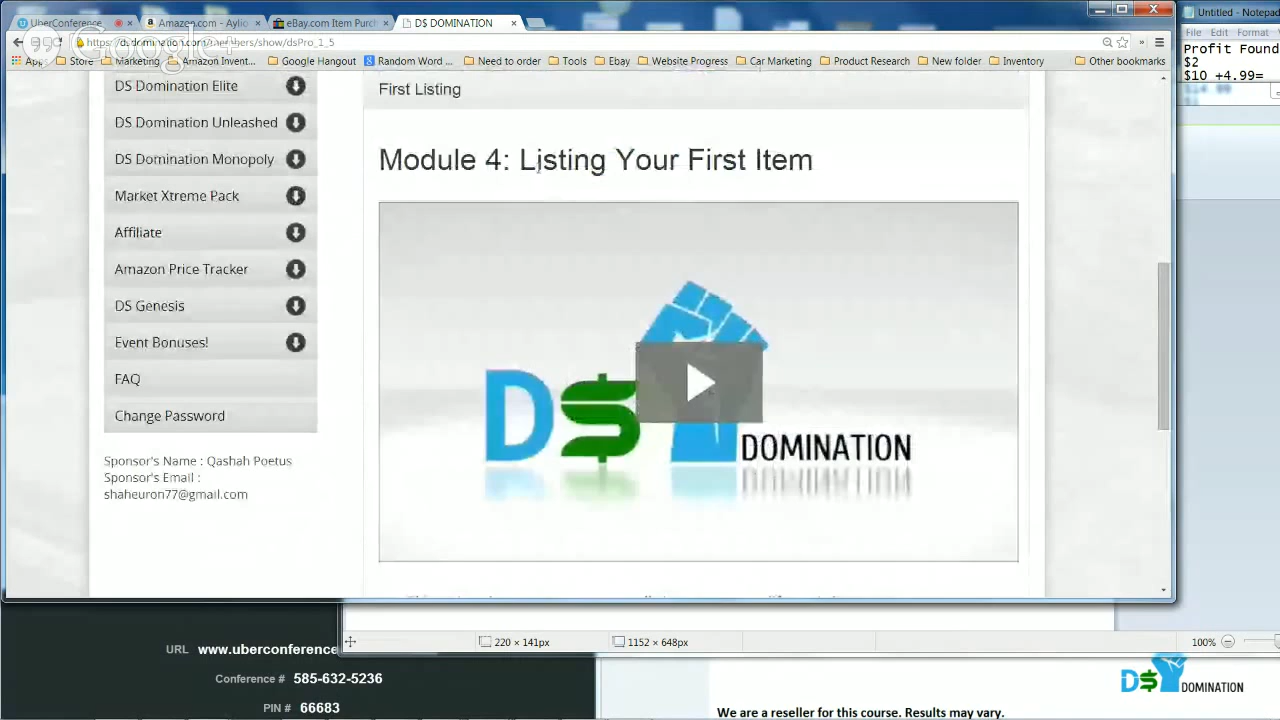 UberConference
Amazon.com - Aylio
eBay.com Item Purch
D$ DOMINATION
Untitled - Notepad
Google+
File Edit Format
Store
Marketing
Amazon Invent...
Google Hangout
Random Word ...
Need to order
Tools
Ebay
Website Progress
Car Marketing
Product Research
New folder
Inventory
Other bookmarks
Profit Found
$2
$10 +4.99=
DS Domination Elite
DS Domination Unleashed
DS Domination Monopoly
Market Xtreme Pack
Affiliate
Amazon Price Tracker
DS Genesis
Event Bonuses!
FAQ
Change Password
Sponsor's Name : Qashah Poetus
Sponsor's Email :
shaheuron77@gmail.com
First Listing
Module 4: Listing Your First Item
D$ DOMINATION
220 × 141px
1152 × 648px
100%
URL www.uberconference
Conference # 585-632-5236
PIN # 66683
D$ DOMINATION
We are a reseller for this course. Results may vary.